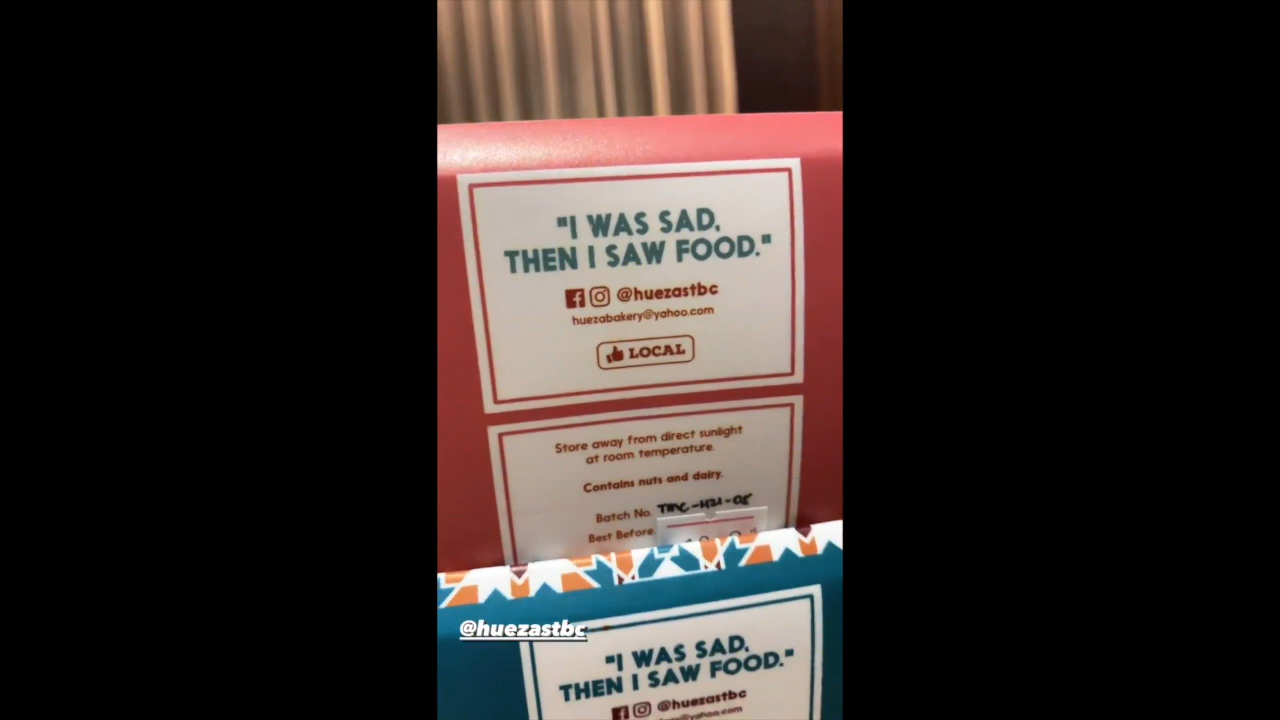 "I WAS SAD,
THEN I SAW FOOD."
@huezastbc
huezabakery@yahoo.com
LOCAL
Store away from direct sunlight
at room temperature.
Contains nuts and dairy.
Batch No.
Best Before
@huezastbc
"I WAS SAD,
THEN I SAW FOOD."
@huezastbc